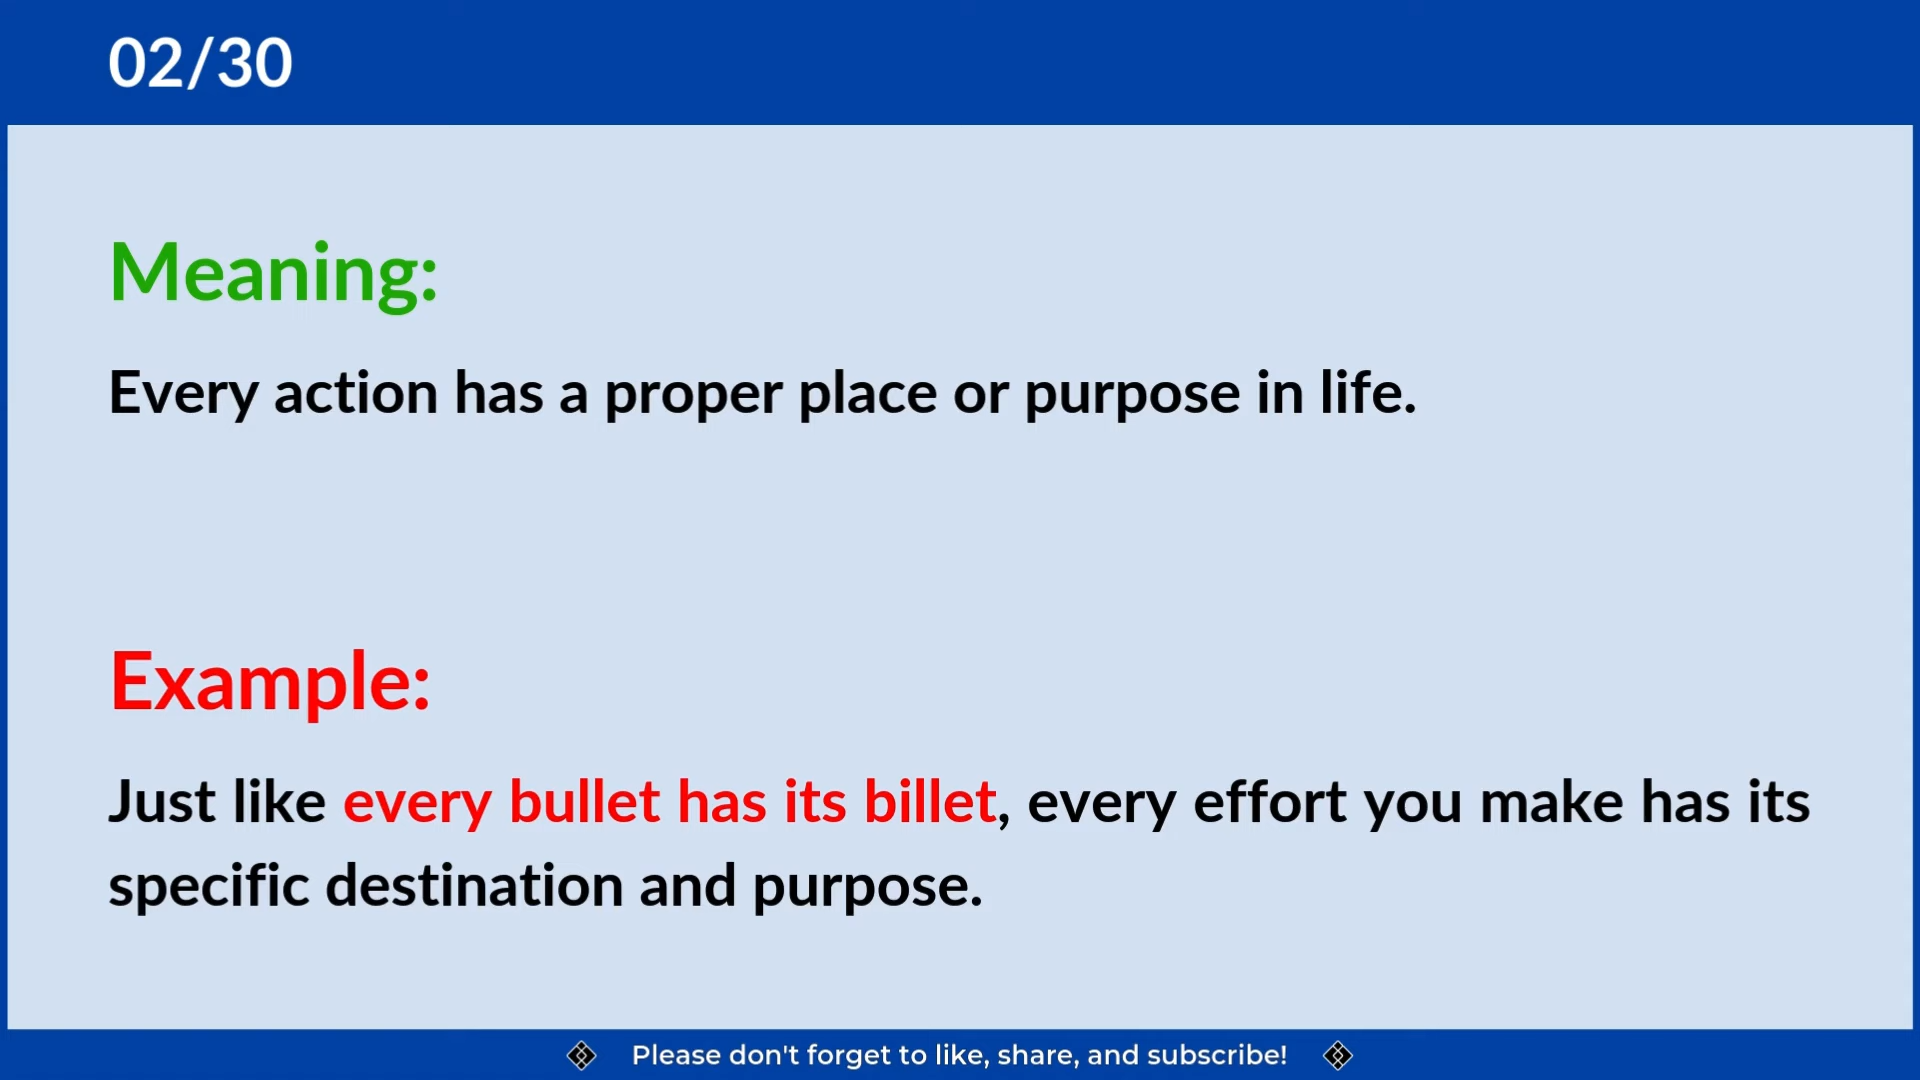 02/30
Meaning:
Every action has a proper place or purpose in life.
Example:
Just like every bullet has its billet, every effort you make has its
specific destination and purpose.
Please don't forget to like, share, and subscribe!